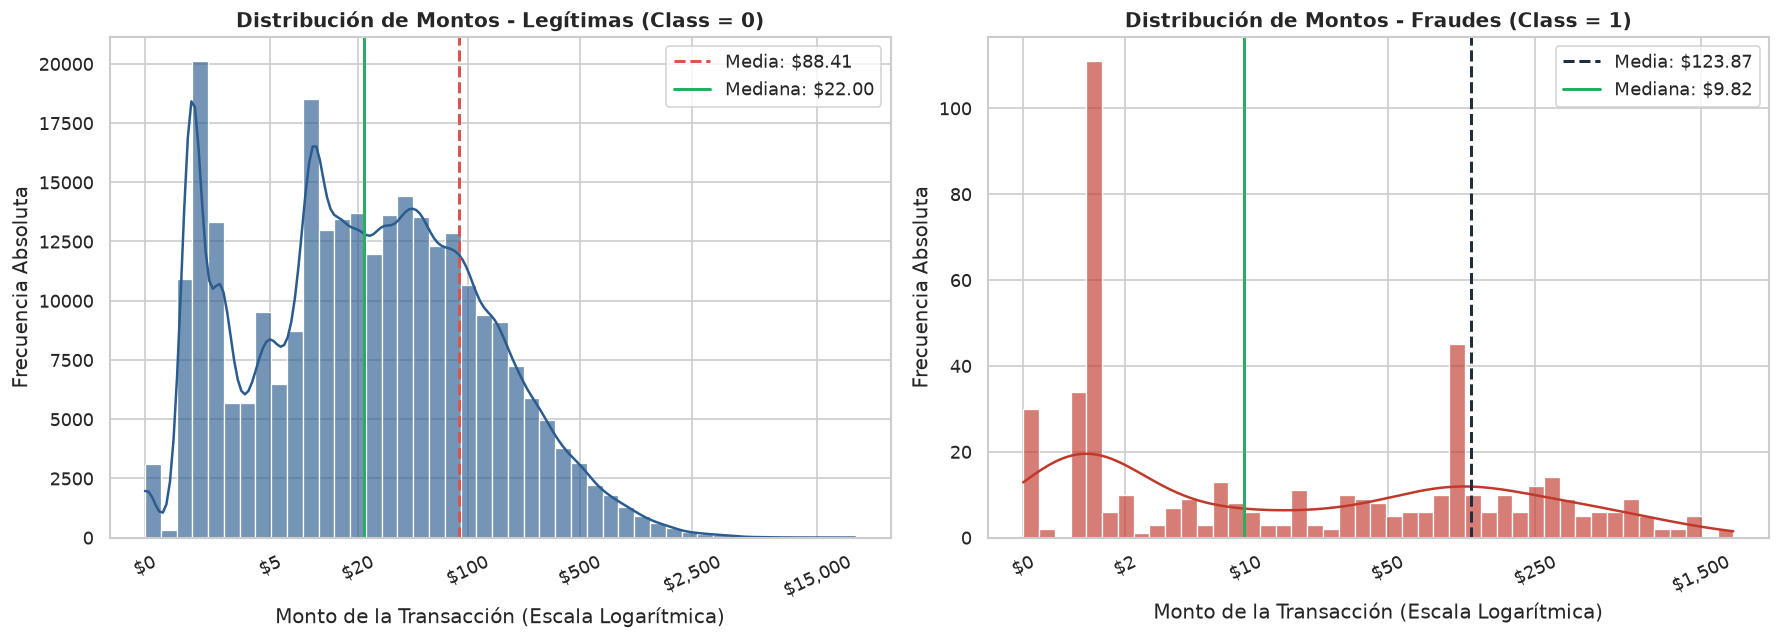 Distribución de Montos - Legítimas (Class = 0)
Media: $88.41
Mediana: $22.00
Frecuencia Absoluta
20000
17500
15000
12500
10000
7500
5000
2500
0
$0
$5
$20
$100
$500
$2,500
$15,000
Monto de la Transacción (Escala Logarítmica)
Distribución de Montos - Fraudes (Class = 1)
Media: $123.87
Mediana: $9.82
Frecuencia Absoluta
100
80
60
40
20
0
$0
$2
$10
$50
$250
$1,500
Monto de la Transacción (Escala Logarítmica)